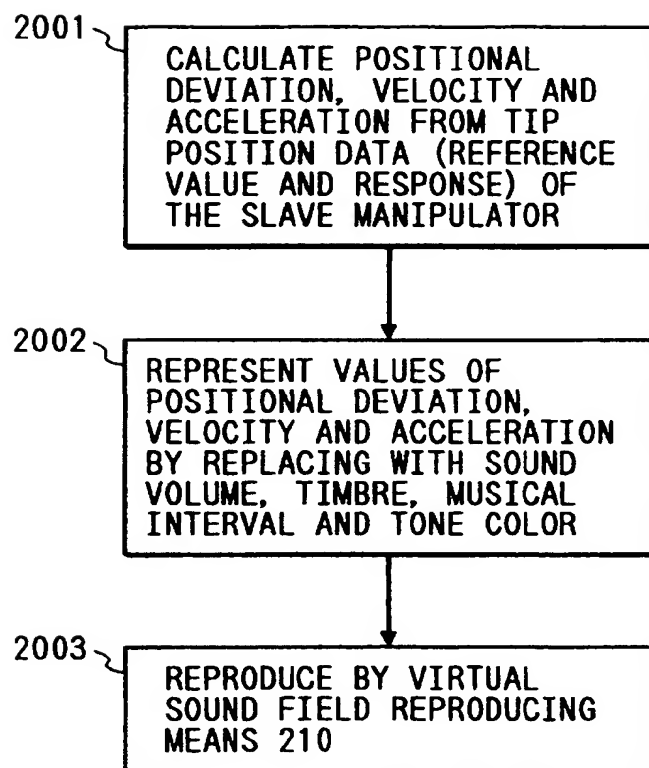 2001
CALCULATE POSITIONAL
DEVIATION, VELOCITY AND
ACCELERATION FROM TIP
POSITION DATA (REFERENCE
VALUE AND RESPONSE) OF
THE SLAVE MANIPULATOR
2002
REPRESENT VALUES OF
POSITIONAL DEVIATION,
VELOCITY AND ACCELERATION
BY REPLACING WITH SOUND
VOLUME, TIMBRE, MUSICAL
INTERVAL AND TONE COLOR
2003
REPRODUCE BY VIRTUAL
SOUND FIELD REPRODUCING
MEANS 210